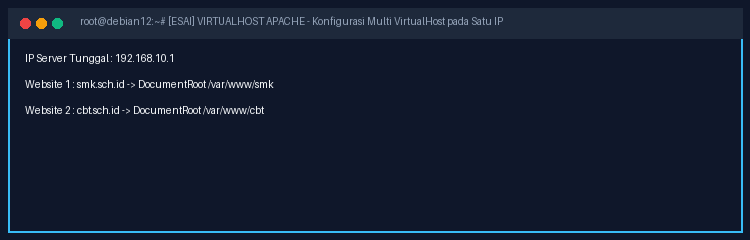 root@debian12:~# [ESAI] VIRTUALHOST APACHE - Konfigurasi Multi VirtualHost pada Satu IP
IP Server Tunggal : 192.168.10.1
Website 1 : smk.sch.id -> DocumentRoot /var/www/smk
Website 2 : cbt.sch.id -> DocumentRoot /var/www/cbt